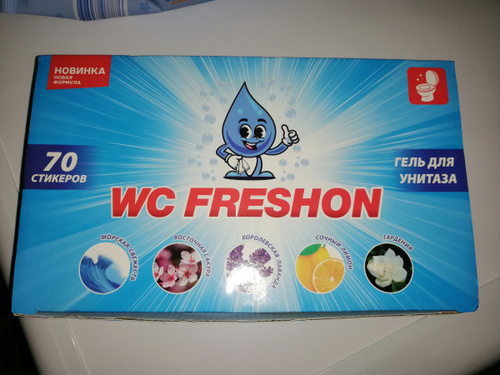 НОВИНКА
НОВАЯ
ФОРМУЛА
70
СТИКЕРОВ
ГЕЛЬ ДЛЯ
УНИТАЗА
WC FRESHON
МОРСКАЯ СВЕЖЕСТЬ
ВОСТОЧНАЯ САКУРА
КОРОЛЕВСКАЯ ЛАВАНДА
СОЧНЫЙ ЛИМОН
ГАРДЕНИЯ